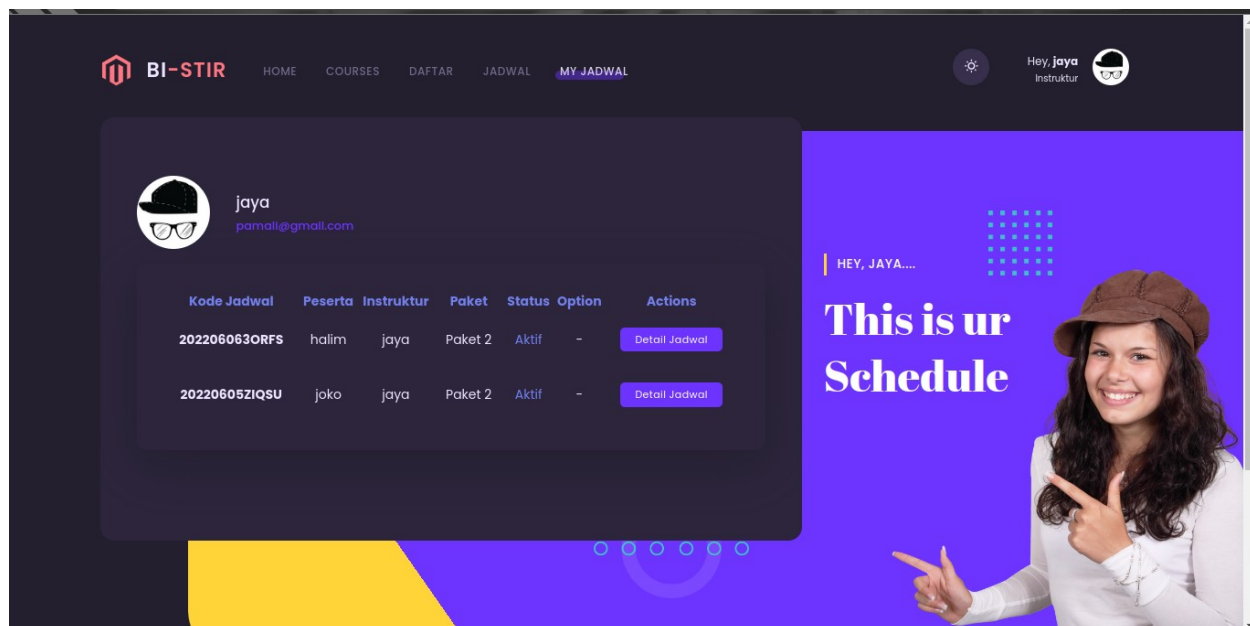 BI-STIR HOME COURSES DAFTAR JADWAL MY JADWAL
Hey, jaya
Instruktur
jaya
pamali@gmail.com
Kode Jadwal Peserta Instruktur Paket Status Option Actions
202206063ORFS halim jaya Paket 2 Aktif - Detail Jadwal
20220605ZIQSU joko jaya Paket 2 Aktif - Detail Jadwal
HEY, JAYA....
This is ur
Schedule